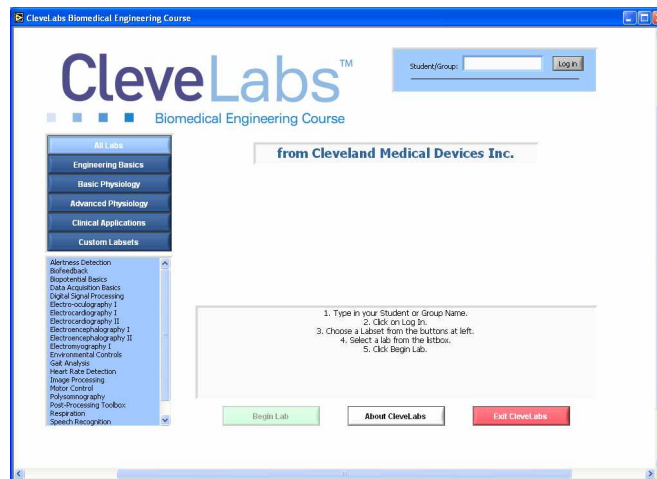 CleveLabs Biomedical Engineering Course
CleveLabs™
Biomedical Engineering Course
Student/Group:
Log in
All Labs
Engineering Basics
Basic Physiology
Advanced Physiology
Clinical Applications
Custom Labsets
from Cleveland Medical Devices Inc.
Alertness Detection
Biofeedback
Biopotential Basics
Data Acquisition Basics
Digital Signal Processing
Electro-oculography I
Electrocardiography I
Electrocardiography II
Electroencephalography I
Electroencephalography II
Electromyography I
Environmental Controls
Gait Analysis
Heart Rate Detection
Image Processing
Motor Control
Polysomnography
Post-Processing Toolbox
Respiration
Speech Recognition
1. Type in your Student or Group Name.
2. Click on Log In.
3. Choose a Labset from the buttons at left.
4. Select a lab from the listbox.
5. Click Begin Lab.
Begin Lab
About CleveLabs
Exit CleveLabs